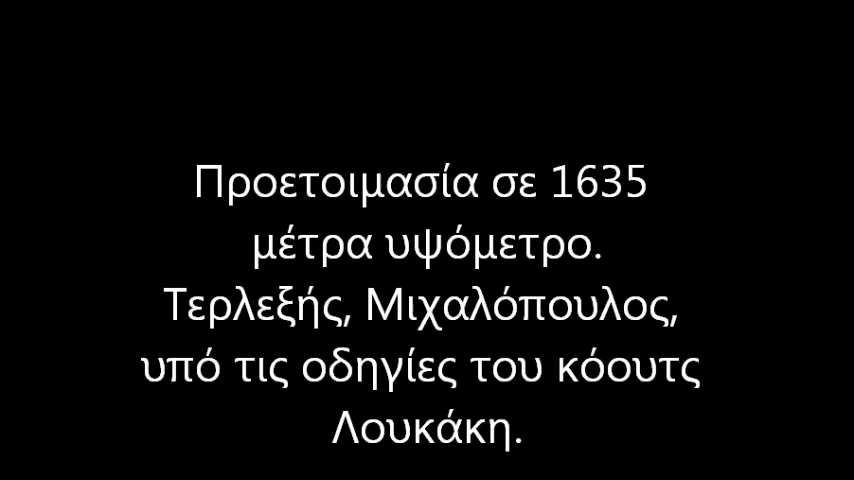 Προετοιμασία σε 1635
μέτρα υψόμετρο.
Τερλεξής, Μιχαλόπουλος,
υπό τις οδηγίες του κόουτς
Λουκάκη.